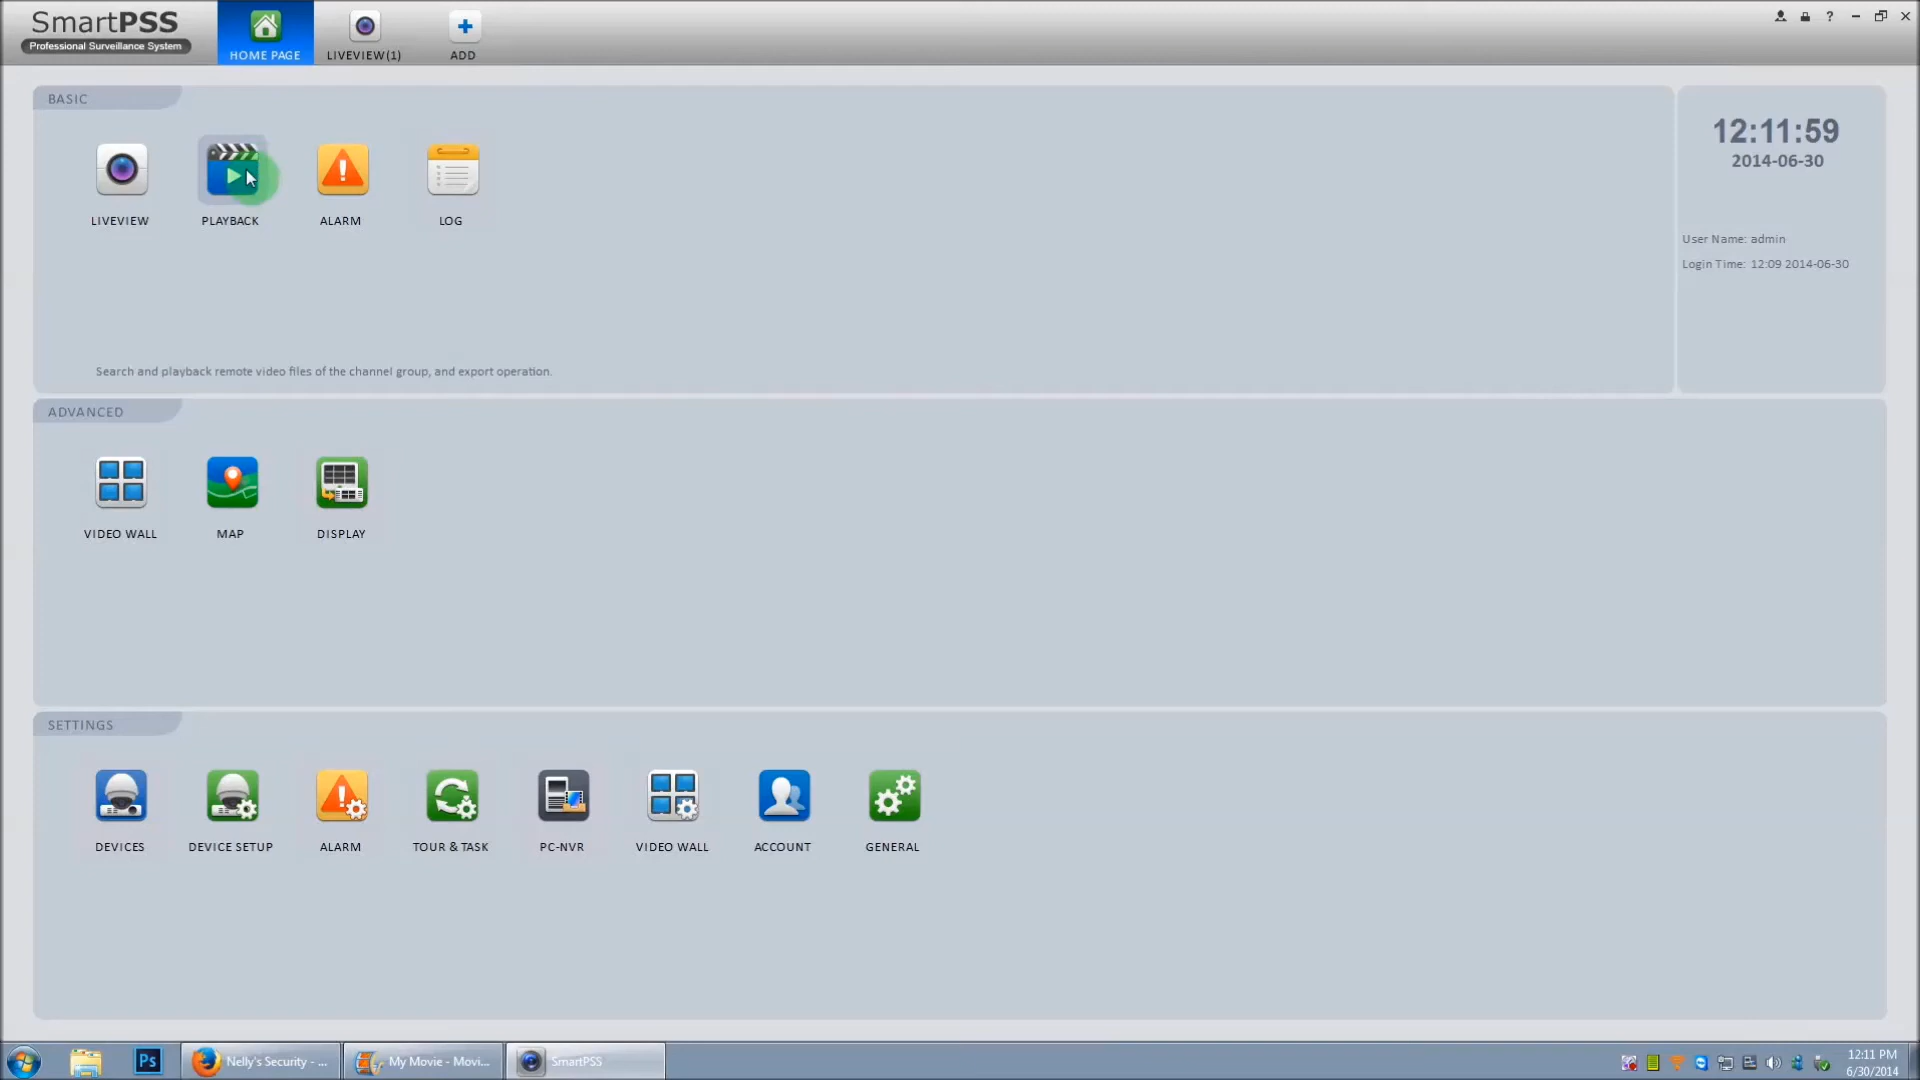 SmartPSS
Professional Surveillance System
HOME PAGE
LIVEVIEW(1)
ADD
?
BASIC
LIVEVIEW
PLAYBACK
ALARM
LOG
Search and playback remote video files of the channel group, and export operation.
12:11:59
2014-06-30
User Name: admin
Login Time: 12:09 2014-06-30
ADVANCED
VIDEO WALL
MAP
DISPLAY
SETTINGS
DEVICES
DEVICE SETUP
ALARM
TOUR & TASK
PC-NVR
VIDEO WALL
ACCOUNT
GENERAL
Ps
Nelly's Security - ...
My Movie - Movi...
SmartPSS
12:11 PM
6/30/2014